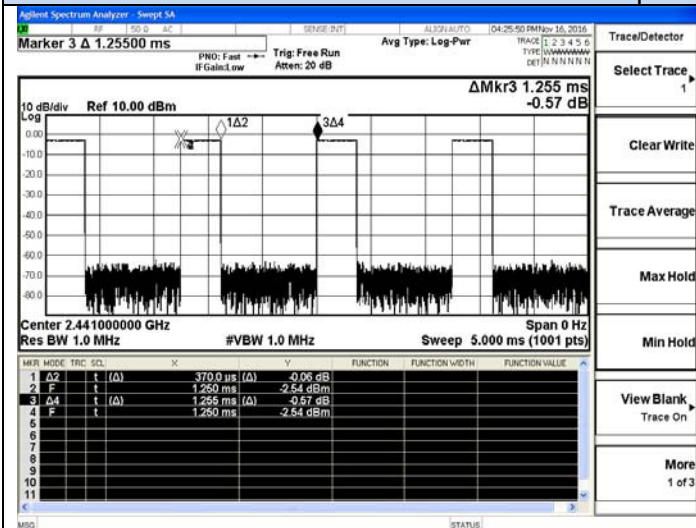 Agilent Spectrum Analyzer - Swept SA
RF 50 Ω AC SENSE:INT ALIGN AUTO 04:25:50 PM Nov 16, 2016
Marker 3 Δ 1.25500 ms
PNO: Fast Trig: Free Run Avg Type: Log-Pwr TRACE 1 2 3 4 5 6
TYPE
IFGain:Low Atten: 20 dB DET N N N N N N
ΔMkr3 1.255 ms
-0.57 dB
10 dB/div Ref 10.00 dBm
Log
1Δ2 3Δ4
0.00
-10.0
-20.0
-30.0
-40.0
-50.0
-60.0
-70.0
-80.0
Center 2.441000000 GHz Span 0 Hz
Res BW 1.0 MHz #VBW 1.0 MHz Sweep 5.000 ms (1001 pts)
MKR MODE TRC SCL X Y FUNCTION FUNCTION WIDTH FUNCTION VALUE
1 Δ2 t (Δ) 370.0 µs (Δ) -0.06 dB
2 F t 1.250 ms -2.54 dBm
3 Δ4 t (Δ) 1.255 ms (Δ) -0.57 dB
4 F t 1.250 ms -2.54 dBm
5
6
7
8
9
10
11
MSG STATUS
Trace/Detector
Select Trace
1
Clear Write
Trace Average
Max Hold
Min Hold
View Blank
Trace On
More
1 of 3